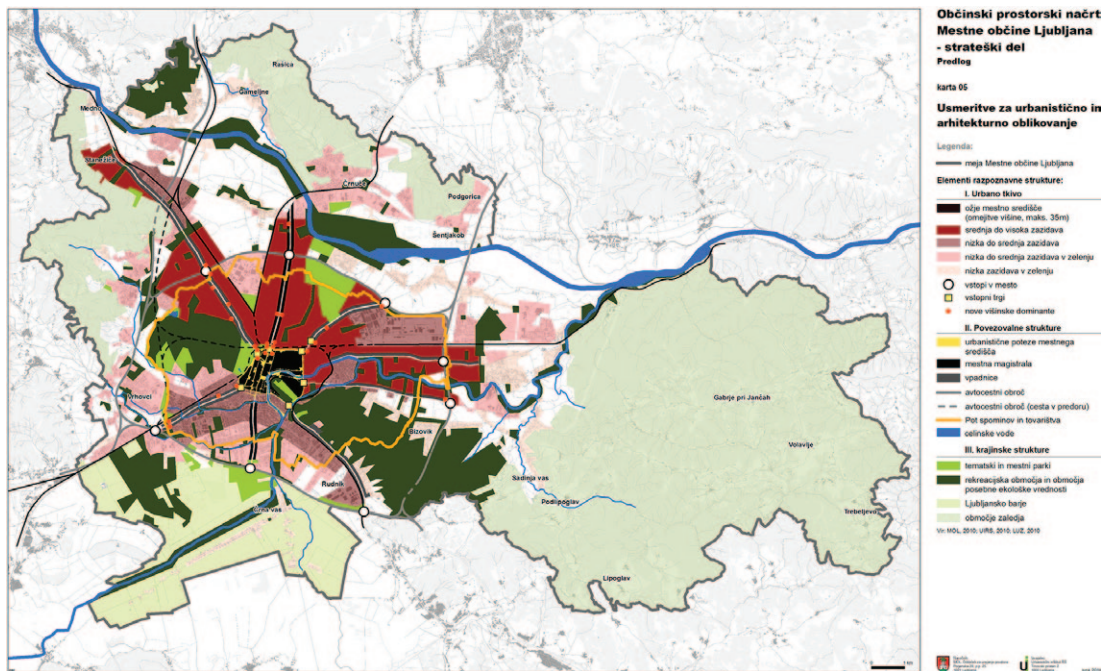 Občinski prostorski načrt
Mestne občine Ljubljana
- strateški del
Predlog
karta 05
Usmeritve za urbanistično in
arhitekturno oblikovanje
Legenda:
meja Mestne občine Ljubljana
Elementi razpoznavne strukture:
I. Urbano tkivo
ožje mestno središče
(omejitve višine, maks. 35m)
srednja do visoka zazidava
nizka do srednja zazidava
nizka do srednja zazidava v zelenju
nizka zazidava v zelenju
vstopi v mesto
vstopni trgi
nove višinske dominante
II. Povezovalne strukture
urbanistične poteze mestnega
središča
mestna magistrala
vpadnice
avtocestni obroč
avtocestni obroč (cesta v predoru)
Pot spominov in tovarištva
celinske vode
III. krajinske strukture
tematski in mestni parki
rekreacijska območja in območja
posebne ekološke vrednosti
Ljubljansko barje
območje zaledja
Vir: MOL, 2010; URBS, 2010; LUZ, 2010
Rašica
Gameljne
Medno
Stanežiče
Črnuče
Podgorica
Šentjakob
Vrhovci
Bizovik
Rudnik
Črna vas
Sadinja vas
Podlipoglav
Lipoglav
Gabrje pri Jančah
Volavlje
Trebeljevo